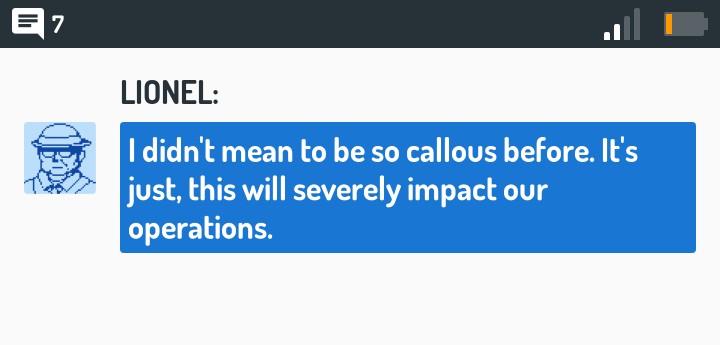 7
LIONEL:
I didn't mean to be so callous before. It's
just, this will severely impact our
operations.